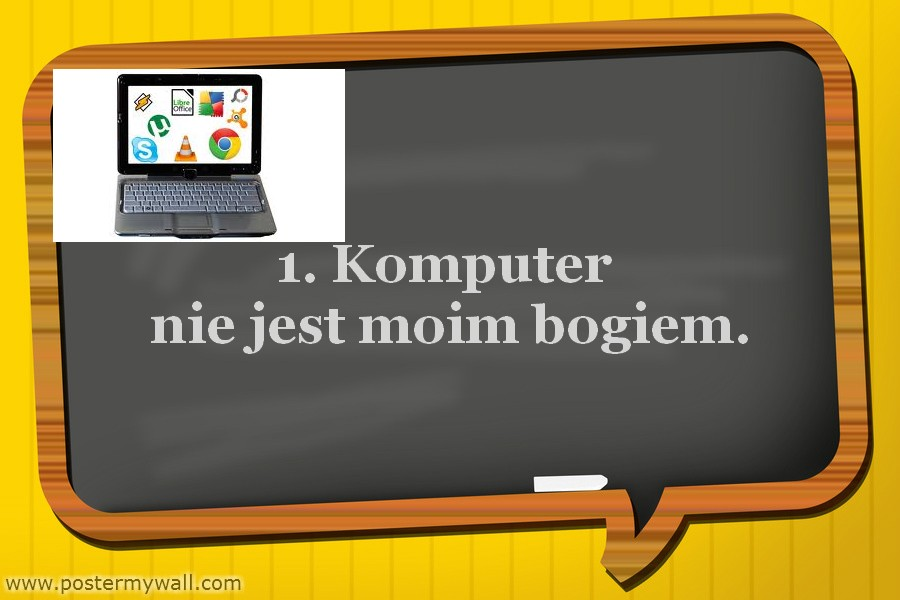 Libre
Office
1. Komputer
nie jest moim bogiem.
www.postermywall.com